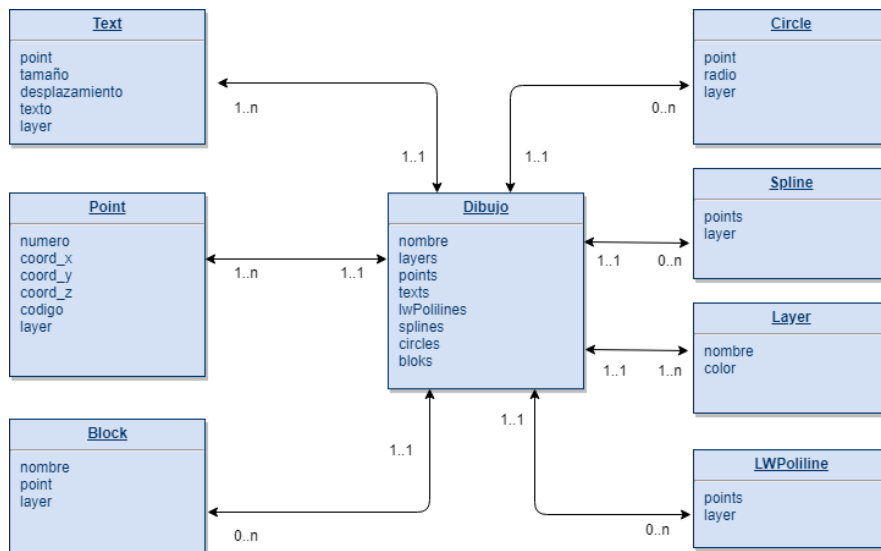 Text
point
tamaño
desplazamiento
texto
layer
1..n
1..1
Circle
point
radio
layer
0..n
1..1
Point
numero
coord_x
coord_y
coord_z
codigo
layer
1..n
1..1
Dibujo
nombre
layers
points
texts
lwPolilines
splines
circles
bloks
Spline
points
layer
1..1
0..n
Layer
nombre
color
1..1
1..n
Block
nombre
point
layer
0..n
1..1
LWPoliline
points
layer
1..1
0..n